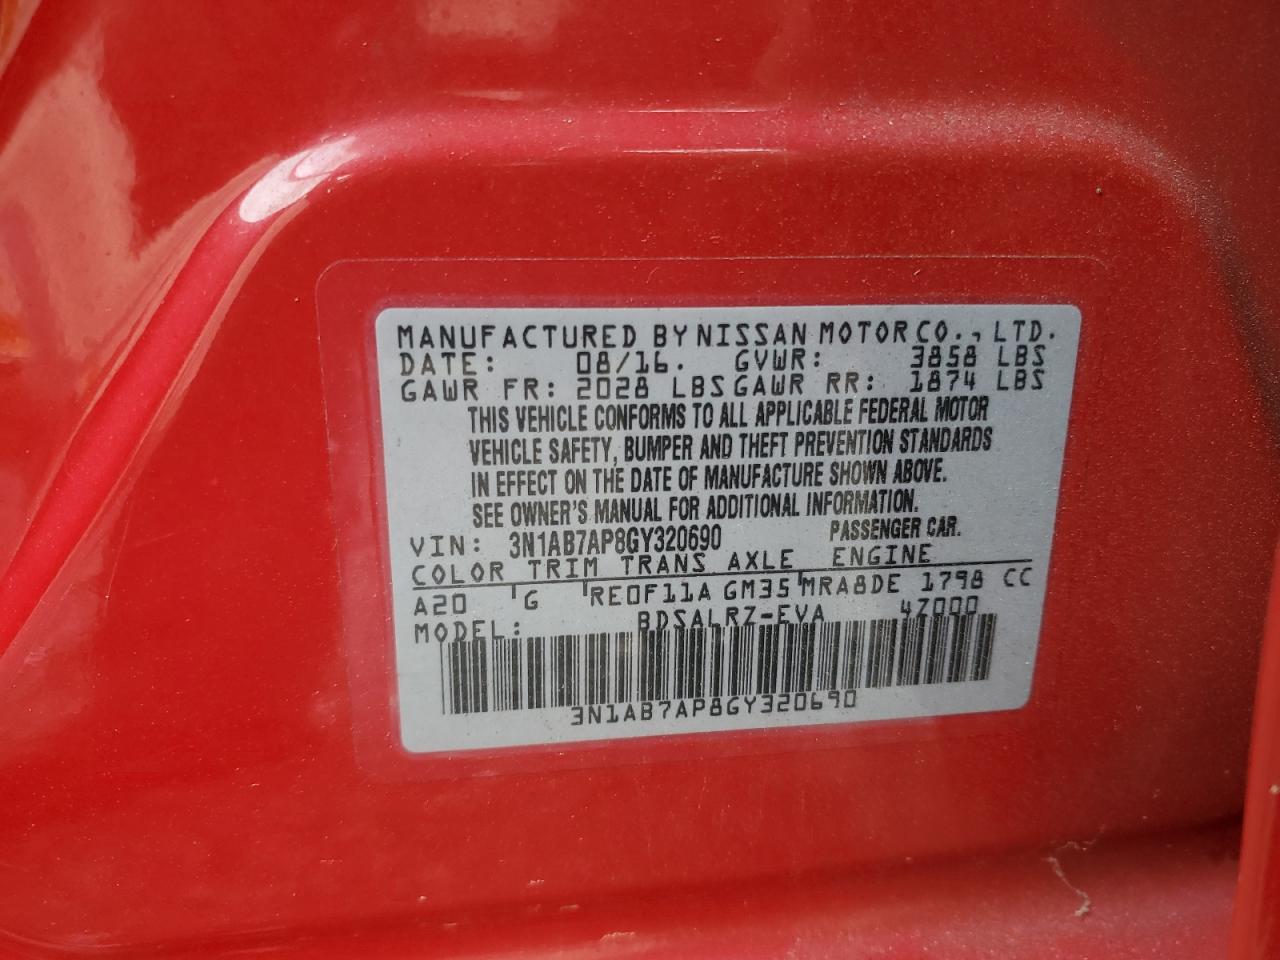 MANUFACTURED BY NISSAN MOTOR CO., LTD.
DATE: 08/16. GVWR: 3858 LBS
GAWR FR: 2028 LBS GAWR RR: 1874 LBS
THIS VEHICLE CONFORMS TO ALL APPLICABLE FEDERAL MOTOR
VEHICLE SAFETY, BUMPER AND THEFT PREVENTION STANDARDS
IN EFFECT ON THE DATE OF MANUFACTURE SHOWN ABOVE.
SEE OWNER'S MANUAL FOR ADDITIONAL INFORMATION.
VIN: 3N1AB7AP8GY320690 PASSENGER CAR.
COLOR TRIM TRANS AXLE ENGINE
A20 G RE0F11A GM35 MRA8DE 1798 CC
MODEL: BDSALRZ-EVA 4Z000
3N1AB7AP8GY320690